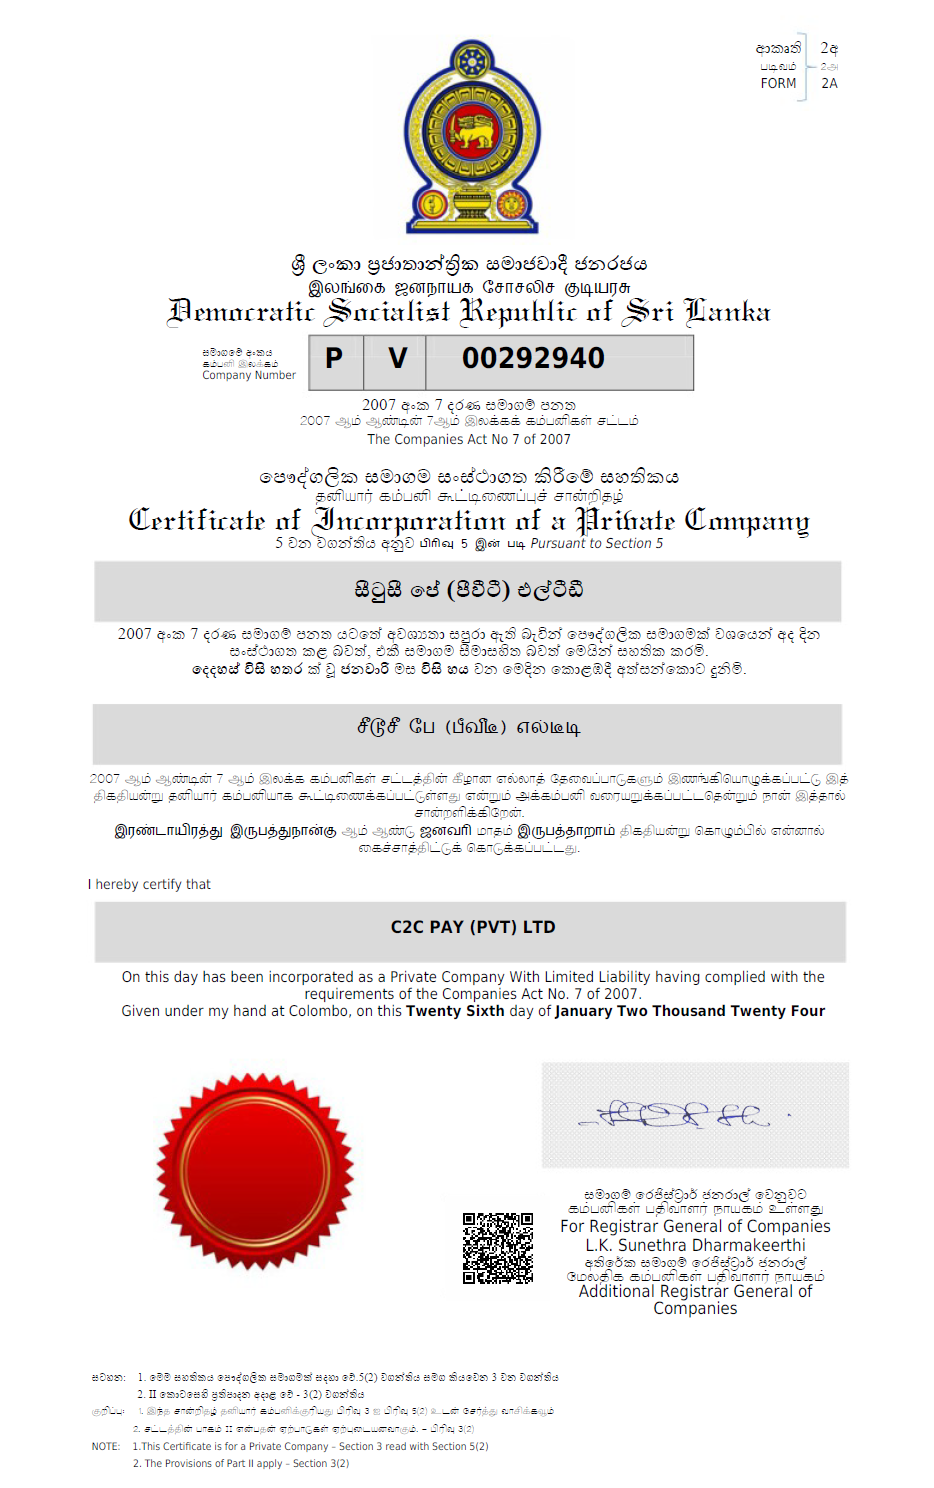 ආකෘති 2අ
படிவம் 2அ
FORM 2A
ශ්‍රී ලංකා ප්‍රජාතාන්ත්‍රික සමාජවාදී ජනරජය
இலங்கை ஜனநாயக சோசலிச குடியரசு
Democratic Socialist Republic of Sri Lanka
සමාගමේ අංකය
கம்பனி இலக்கம்
Company Number
P V 00292940
2007 අංක 7 දරණ සමාගම් පනත
2007 ஆம் ஆண்டின் 7ஆம் இலக்கக் கம்பனிகள் சட்டம்
The Companies Act No 7 of 2007
පෞද්ගලික සමාගම සංස්ථාගත කිරීමේ සහතිකය
தனியார் கம்பனி கூட்டிணைப்புச் சான்றிதழ்
Certificate of Incorporation of a Private Company
5 වන වගන්තිය අනුව பிரிவு 5 இன் படி Pursuant to Section 5
සීටුසී පේ (පීවීටී) එල්ටීඩී
2007 අංක 7 දරණ සමාගම් පනත යටතේ අවශ්‍යතා සපුරා ඇති බැවින් පෞද්ගලික සමාගමක් වශයෙන් අද දින
සංස්ථාගත කළ බවත්, එකී සමාගම සීමාසහිත බවත් මෙයින් සහතික කරමි.
දෙදහස් විසි හතර ක් වූ ජනවාරි මස විසි හය වන මෙදින කොළඹදී අත්සන්කොට දුනිමි.
சீடூசீ பே (பீவீடீ) எல்டீடி
2007 ஆம் ஆண்டின் 7 ஆம் இலக்க கம்பனிகள் சட்டத்தின் கீழான எல்லாத் தேவைப்பாடுகளும் இணங்கியொழுக்கப்பட்டு இத்
திகதியன்று தனியார் கம்பனியாக கூட்டிணைக்கப்பட்டுள்ளது என்றும் அக்கம்பனி வரையறுக்கப்பட்டதென்றும் நான் இத்தால்
சான்றளிக்கிறேன்.
இரண்டாயிரத்து இருபத்துநான்கு ஆம் ஆண்டு ஜனவரி மாதம் இருபத்தாறாம் திகதியன்று கொழும்பில் என்னால்
கைச்சாத்திட்டுக் கொடுக்கப்பட்டது.
I hereby certify that
C2C PAY (PVT) LTD
On this day has been incorporated as a Private Company With Limited Liability having complied with the
requirements of the Companies Act No. 7 of 2007.
Given under my hand at Colombo, on this Twenty Sixth day of January Two Thousand Twenty Four
සමාගම් රෙජිස්ට්‍රාර් ජනරාල් වෙනුවට
கம்பனிகள் பதிவாளர் நாயகம் உள்ளது
For Registrar General of Companies
L.K. Sunethra Dharmakeerthi
අතිරේක සමාගම් රෙජිස්ට්‍රාර් ජනරාල්
மேலதிக கம்பனிகள் பதிவாளர் நாயகம்
Additional Registrar General of
Companies
සටහන: 1. මෙම සහතිකය පෞද්ගලික සමාගමක් සඳහා වේ.5(2) වගන්තිය සමග කියවෙන 3 වන වගන්තිය
2. II කොටසෙහි ප්‍රතිපාදන අදාළ වේ - 3(2) වගන්තිය
குறிப்பு: 1. இந்த சான்றிதழ் தனியார் கம்பனிக்குரியது பிரிவு 3 ஐ பிரிவு 5(2) உடன் சேர்த்து வாசிக்கவும்
2. சட்டத்தின் பாகம் II என்பதன் ஏற்பாடுகள் ஏற்புடையனவாகும். – பிரிவு 3(2)
NOTE: 1.This Certificate is for a Private Company – Section 3 read with Section 5(2)
2. The Provisions of Part II apply – Section 3(2)